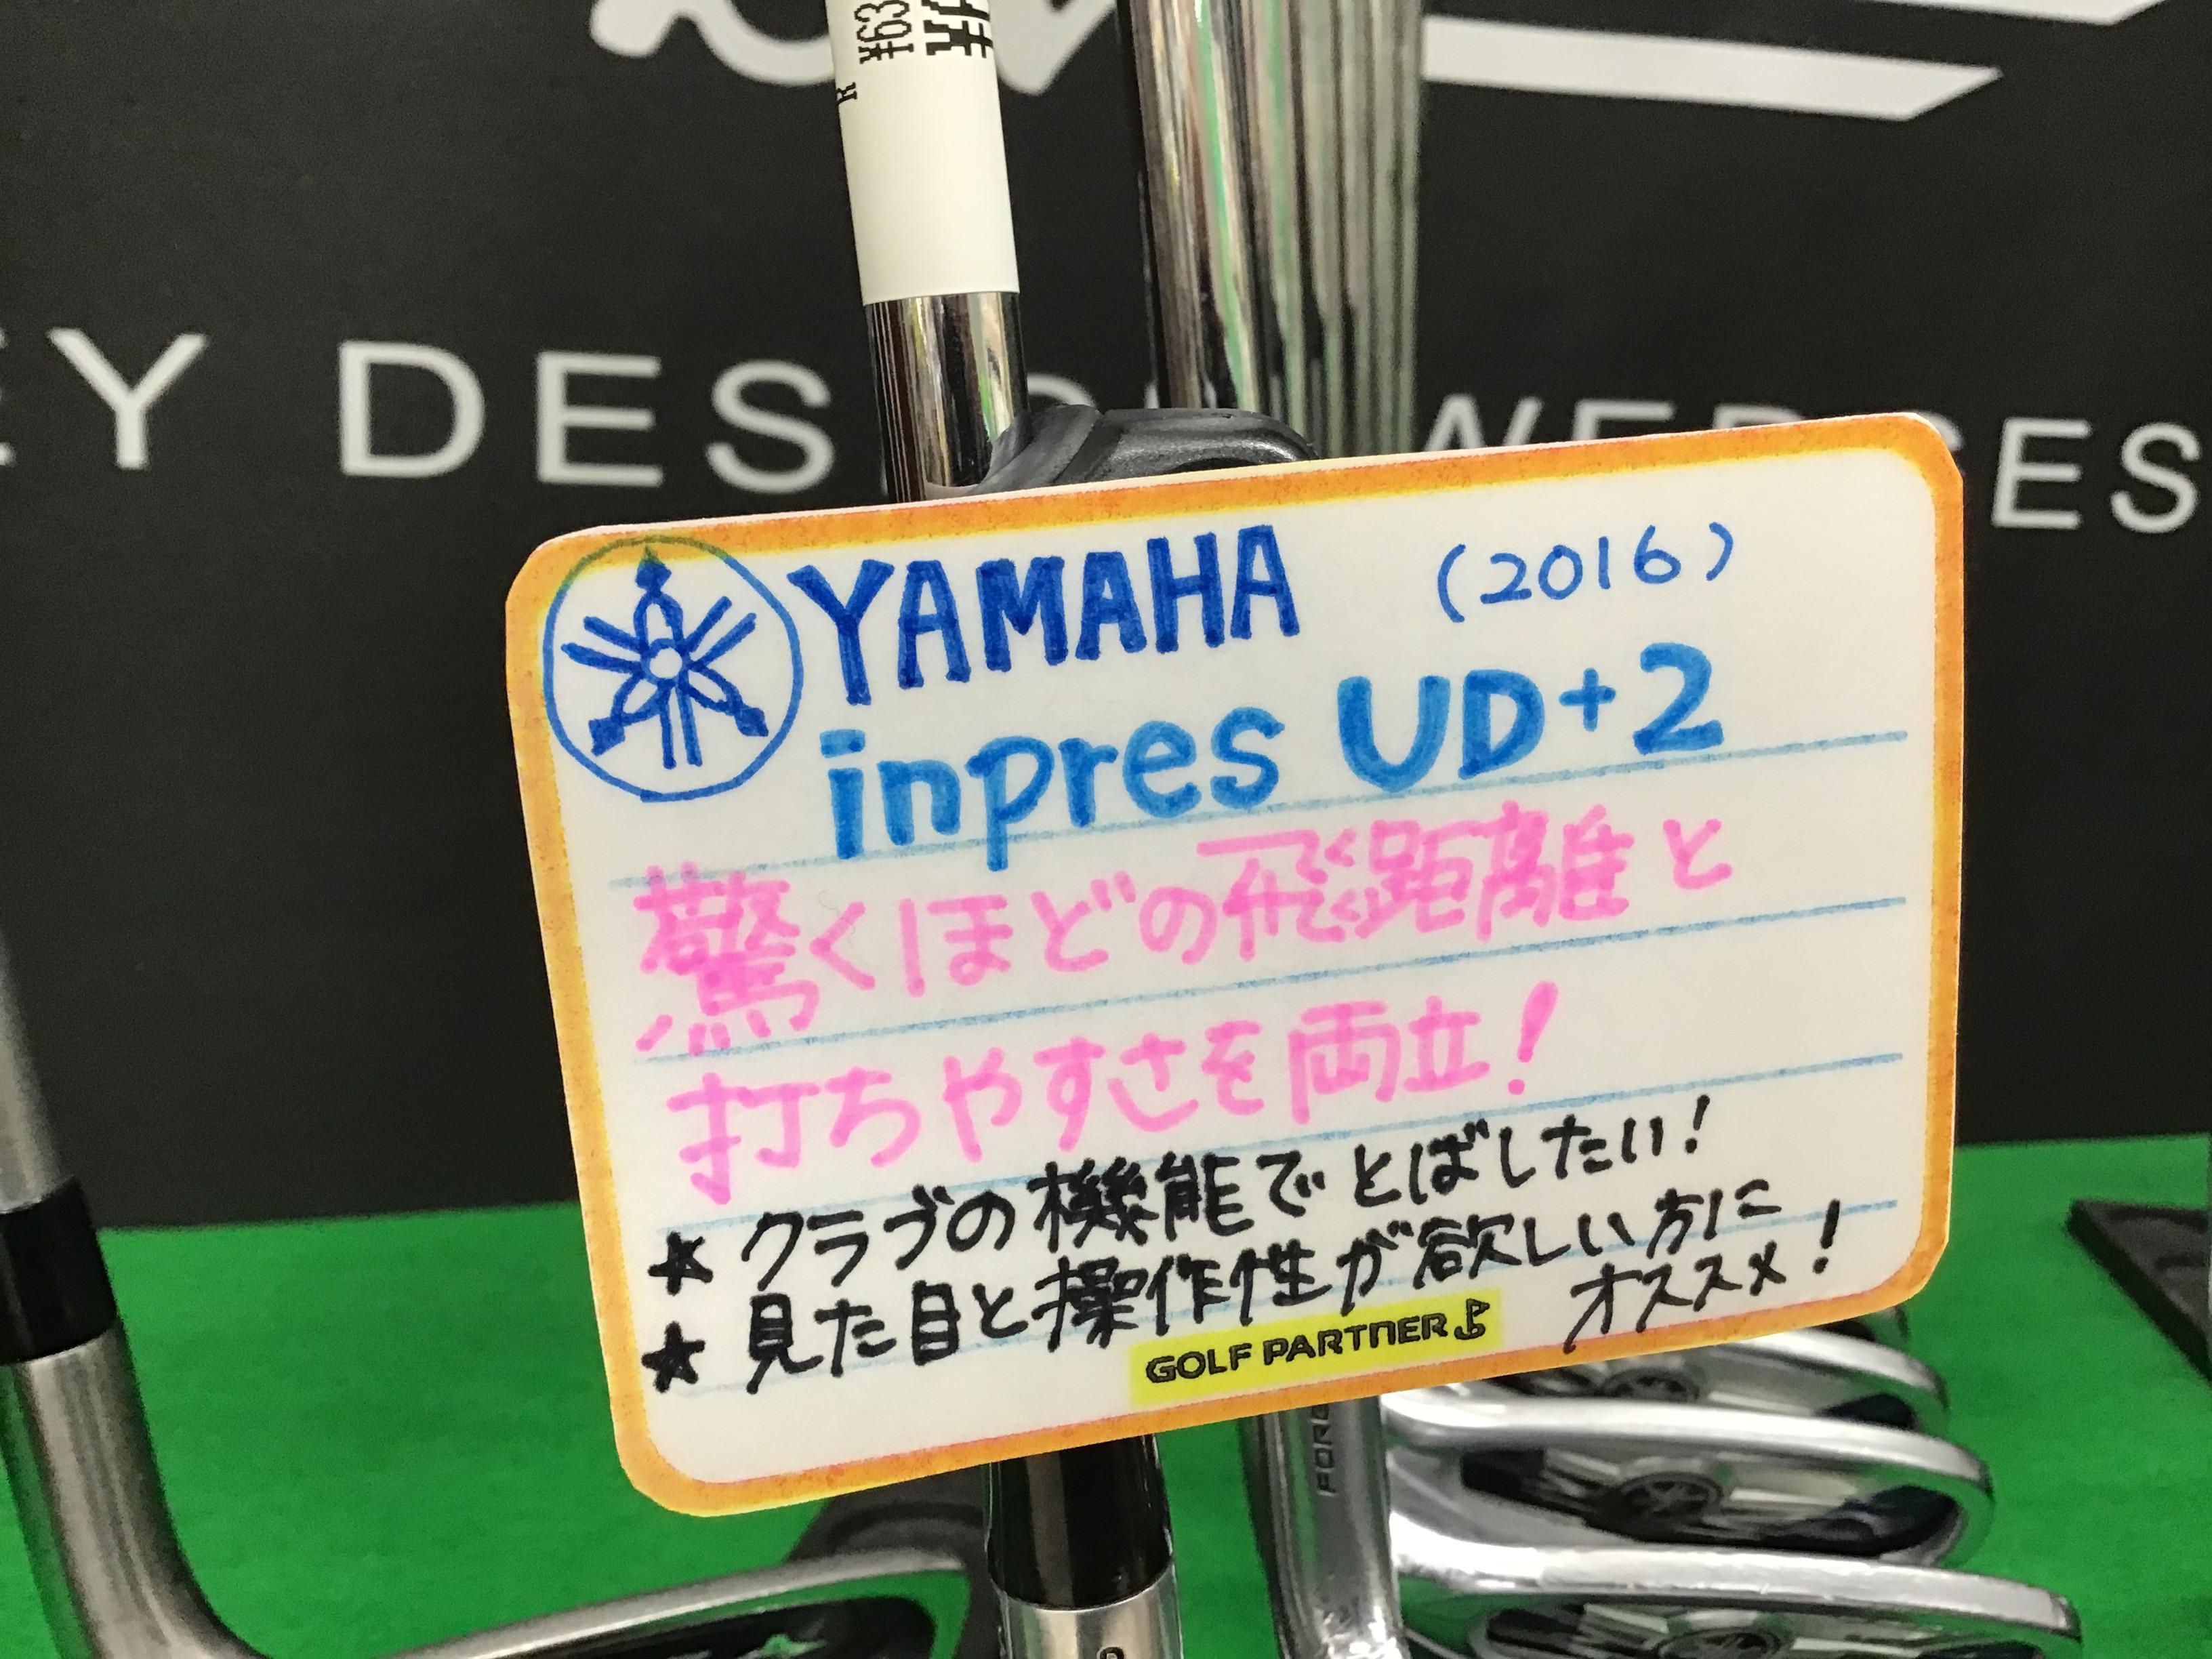 DES
YAMAHA (2016)
inpres UD+2
驚くほどの飛距離と
打ちやすさを両立!
★ クラブの機能でとばしたい!
★ 見た目と操作性が欲しい方に
オススメ!
GOLF PARTNER